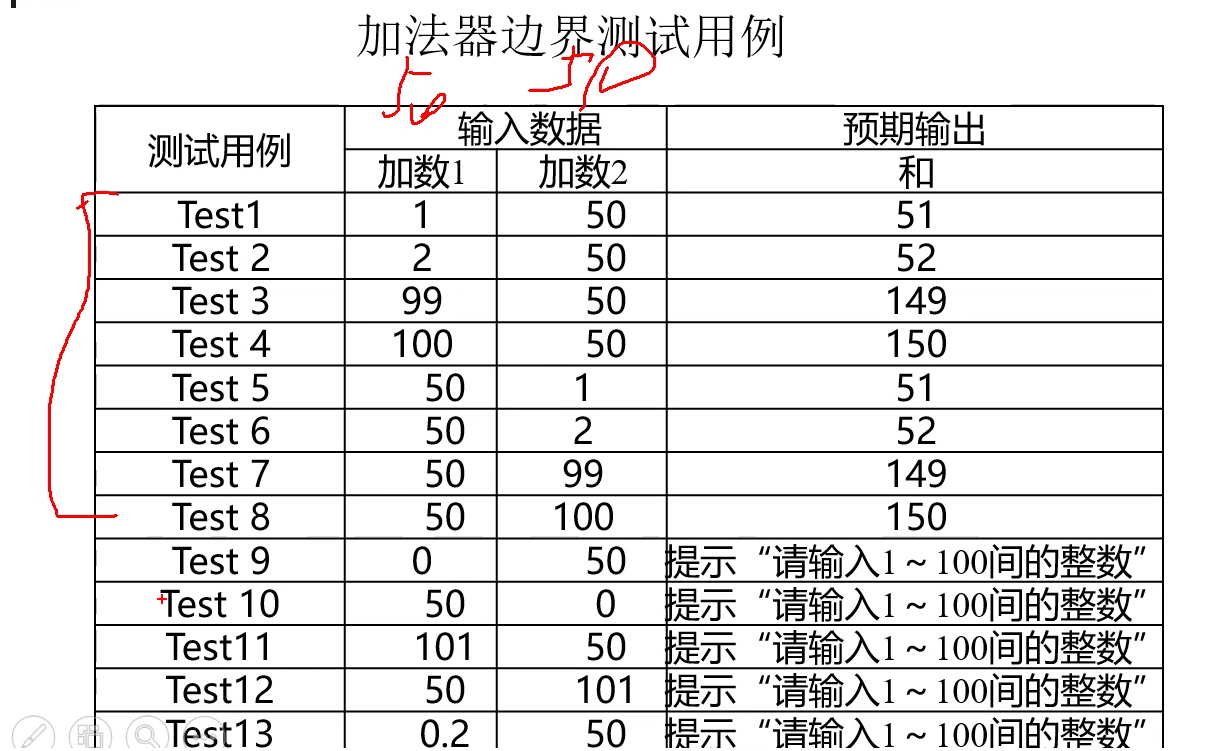 加法器边界测试用例
50 50
测试用例 输入数据 预期输出
加数1 加数2 和
Test1 1 50 51
Test 2 2 50 52
Test 3 99 50 149
Test 4 100 50 150
Test 5 50 1 51
Test 6 50 2 52
Test 7 50 99 149
Test 8 50 100 150
Test 9 0 50 提示“请输入1～100间的整数”
Test 10 50 0 提示“请输入1～100间的整数”
Test11 101 50 提示“请输入1～100间的整数”
Test12 50 101 提示“请输入1～100间的整数”
Test13 0.2 50 提示“请输入1～100间的整数”